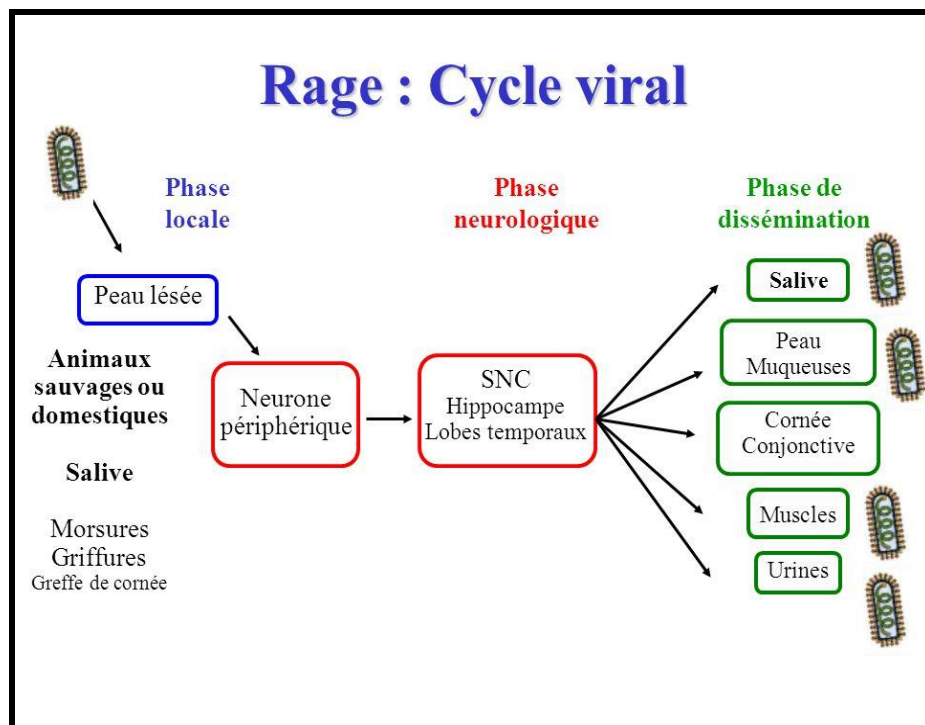 Rage : Cycle viral
Phase
locale
Peau lésée
Animaux
sauvages ou
domestiques
Salive
Morsures
Griffures
Greffe de cornée
Phase
neurologique
Neurone
périphérique
SNC
Hippocampe
Lobes temporaux
Phase de
dissémination
Salive
Peau
Muqueuses
Cornée
Conjonctive
Muscles
Urines